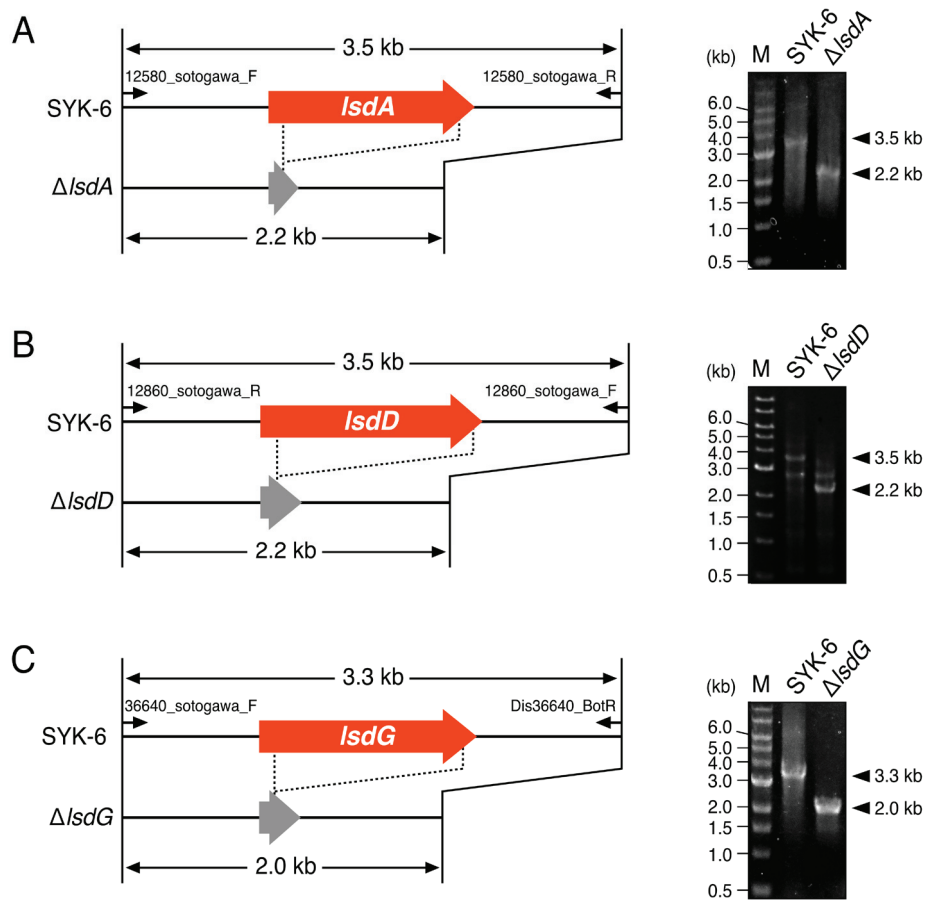 A
3.5 kb
12580_sotogawa_F
12580_sotogawa_R
SYK-6
lsdA
ΔlsdA
2.2 kb
(kb)
M
SYK-6
ΔlsdA
6.0
5.0
4.0
3.0
2.0
1.5
1.0
0.5
3.5 kb
2.2 kb
B
3.5 kb
12860_sotogawa_R
12860_sotogawa_F
SYK-6
lsdD
ΔlsdD
2.2 kb
(kb)
M
SYK-6
ΔlsdD
6.0
5.0
4.0
3.0
2.0
1.5
1.0
0.5
3.5 kb
2.2 kb
C
3.3 kb
36640_sotogawa_F
Dis36640_BotR
SYK-6
lsdG
ΔlsdG
2.0 kb
(kb)
M
SYK-6
ΔlsdG
6.0
5.0
4.0
3.0
2.0
1.5
1.0
0.5
3.3 kb
2.0 kb